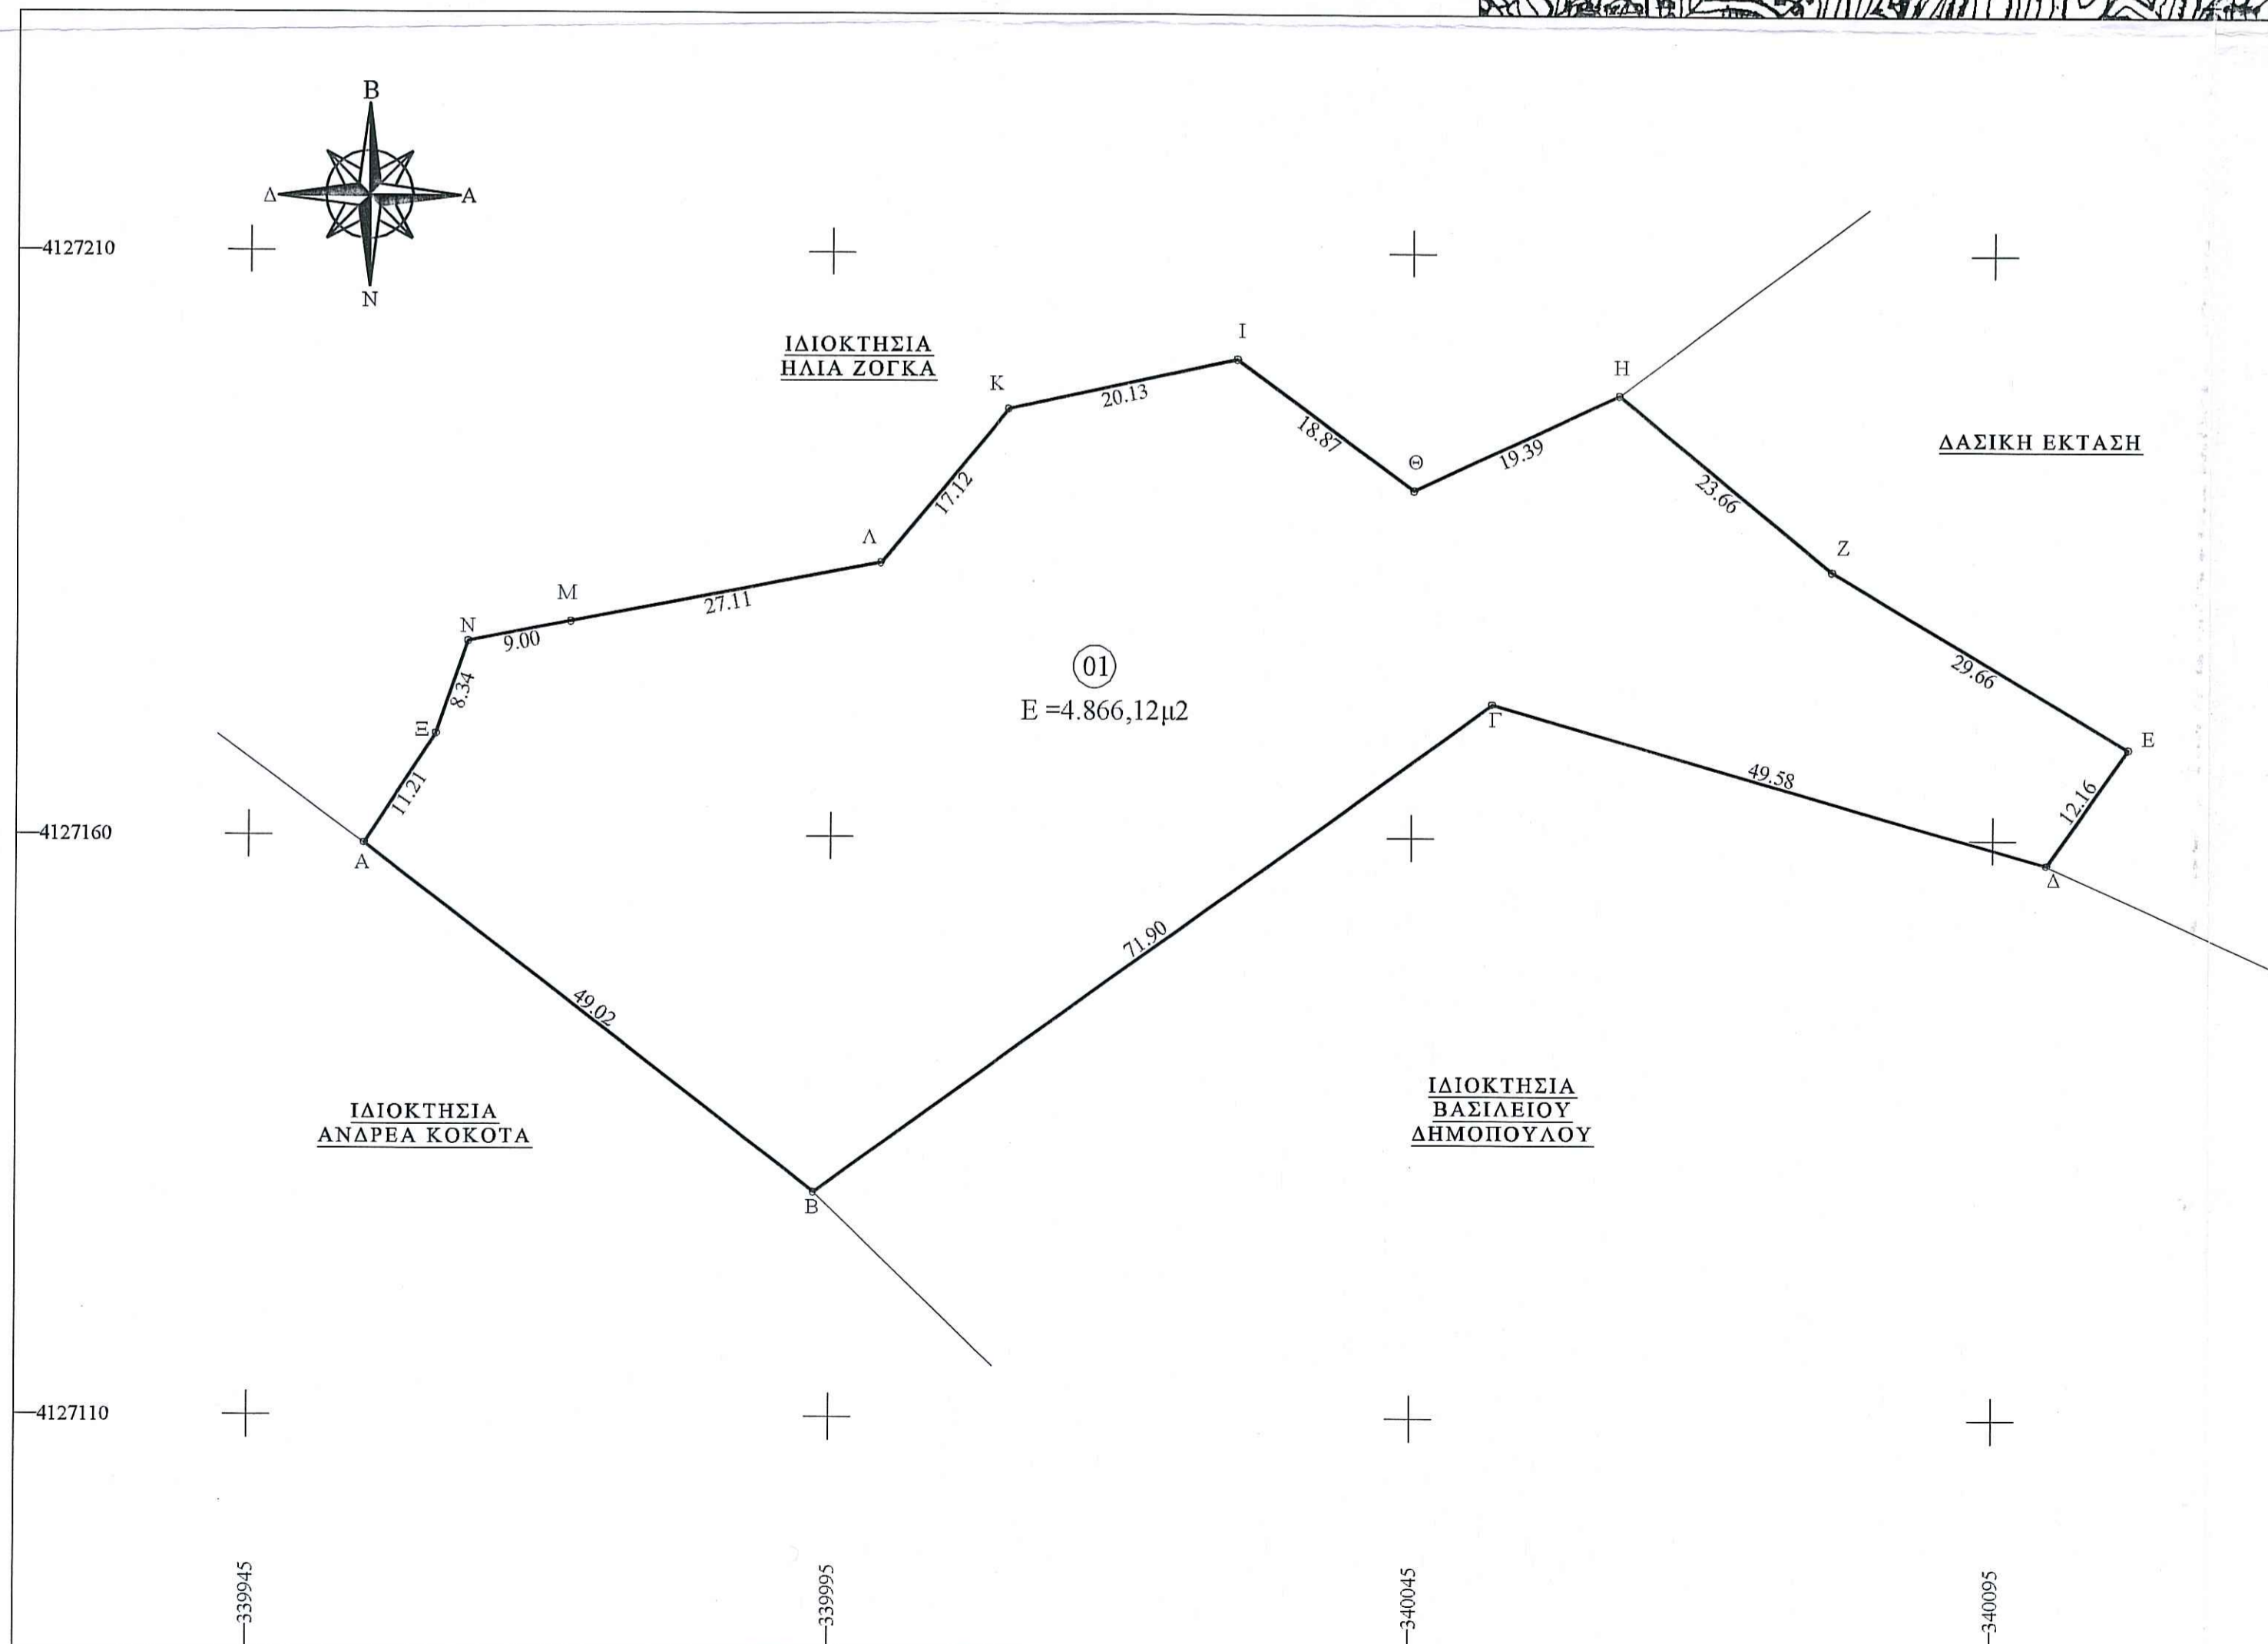 Β
Δ
Α
Ν
4127210
ΙΔΙΟΚΤΗΣΙΑ
ΗΛΙΑ ΖΟΓΚΑ
Ι
Κ
20.13
Η
18.87
19.39
Θ
ΔΑΣΙΚΗ ΕΚΤΑΣΗ
17.12
23.66
Λ
Ζ
Μ
27.11
Ν
9.00
01
Ε =4.866,12μ2
29.66
8.34
Ξ
Γ
Ε
49.58
11.21
12.16
4127160
Α
Δ
71.90
49.02
ΙΔΙΟΚΤΗΣΙΑ
ΑΝΔΡΕΑ ΚΟΚΟΤΑ
ΙΔΙΟΚΤΗΣΙΑ
ΒΑΣΙΛΕΙΟΥ
ΔΗΜΟΠΟΥΛΟΥ
Β
4127110
339945
339995
340045
340095